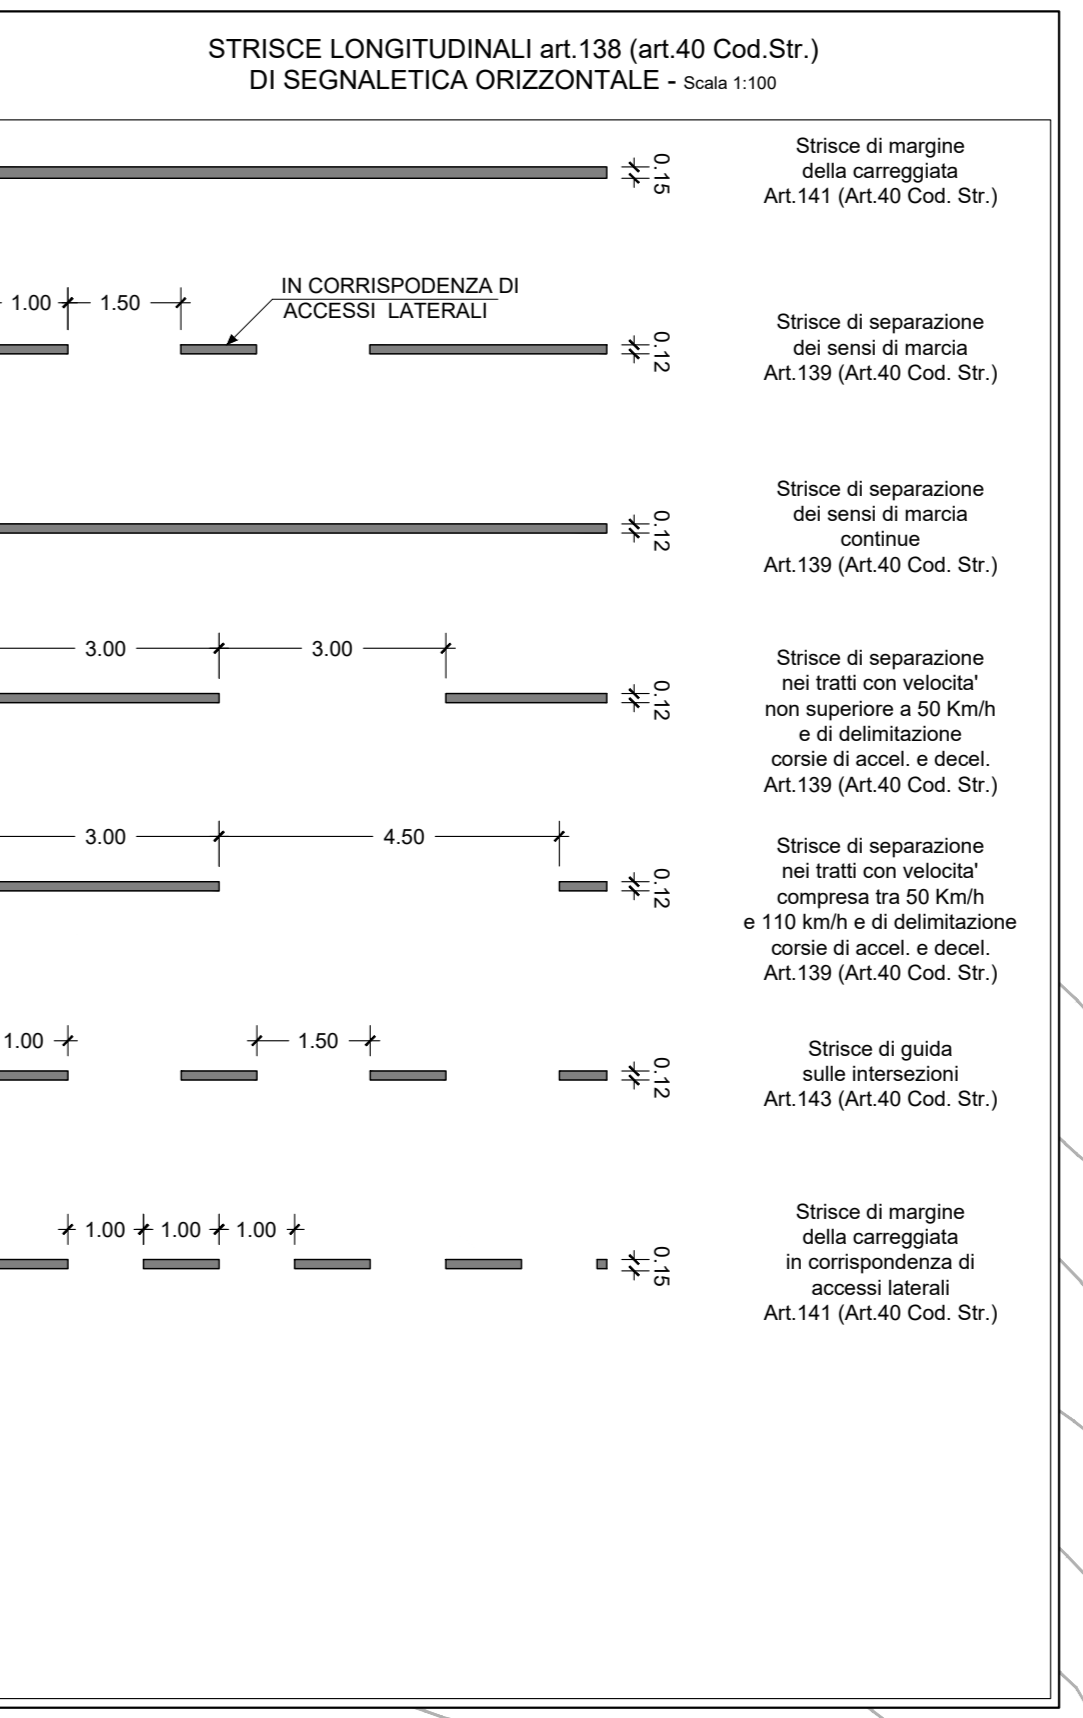 STRISCE LONGITUDINALI art.138 (art.40 Cod.Str.)
DI SEGNALETICA ORIZZONTALE - Scala 1:100
0.15
Strisce di margine
della carreggiata
Art.141 (Art.40 Cod. Str.)
1.00
1.50
IN CORRISPODENZA DI
ACCESSI LATERALI
0.12
Strisce di separazione
dei sensi di marcia
Art.139 (Art.40 Cod. Str.)
0.12
Strisce di separazione
dei sensi di marcia
continue
Art.139 (Art.40 Cod. Str.)
3.00
3.00
0.12
Strisce di separazione
nei tratti con velocita'
non superiore a 50 Km/h
e di delimitazione
corsie di accel. e decel.
Art.139 (Art.40 Cod. Str.)
3.00
4.50
0.12
Strisce di separazione
nei tratti con velocita'
compresa tra 50 Km/h
e 110 km/h e di delimitazione
corsie di accel. e decel.
Art.139 (Art.40 Cod. Str.)
1.00
1.50
0.12
Strisce di guida
sulle intersezioni
Art.143 (Art.40 Cod. Str.)
1.00
1.00
1.00
0.15
Strisce di margine
della carreggiata
in corrispondenza di
accessi laterali
Art.141 (Art.40 Cod. Str.)